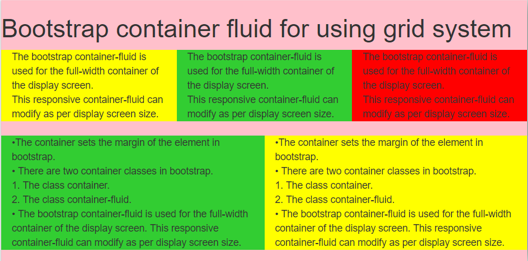 Bootstrap container fluid for using grid system
The bootstrap container-fluid is
used for the full-width container of
the display screen.
This responsive container-fluid can
modify as per display screen size.
The bootstrap container-fluid is
used for the full-width container of
the display screen.
This responsive container-fluid can
modify as per display screen size.
The bootstrap container-fluid is
used for the full-width container of
the display screen.
This responsive container-fluid can
modify as per display screen size.
•The container sets the margin of the element in
bootstrap.
• There are two container classes in bootstrap.
1. The class container.
2. The class container-fluid.
• The bootstrap container-fluid is used for the full-width
container of the display screen. This responsive
container-fluid can modify as per display screen size.
•The container sets the margin of the element in
bootstrap.
• There are two container classes in bootstrap.
1. The class container.
2. The class container-fluid.
• The bootstrap container-fluid is used for the full-width
container of the display screen. This responsive
container-fluid can modify as per display screen size.